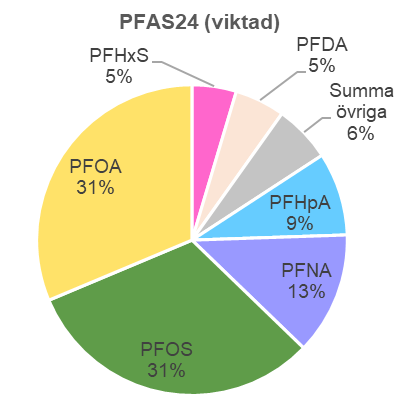 PFAS24 (viktad)
PFHxS
5%
PFDA
5%
Summa
övriga
6%
PFHpA
9%
PFNA
13%
PFOS
31%
PFOA
31%